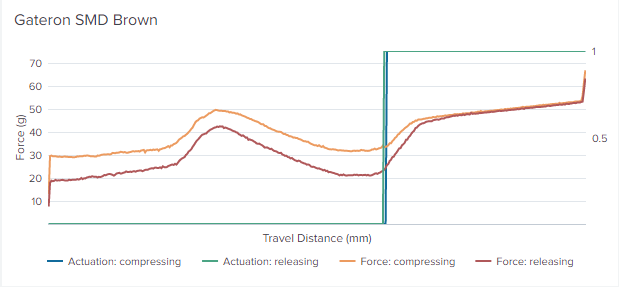 Gateron SMD Brown
Force (g)
70
60
50
40
30
20
10
1
0.5
Travel Distance (mm)
Actuation: compressing Actuation: releasing Force: compressing Force: releasing